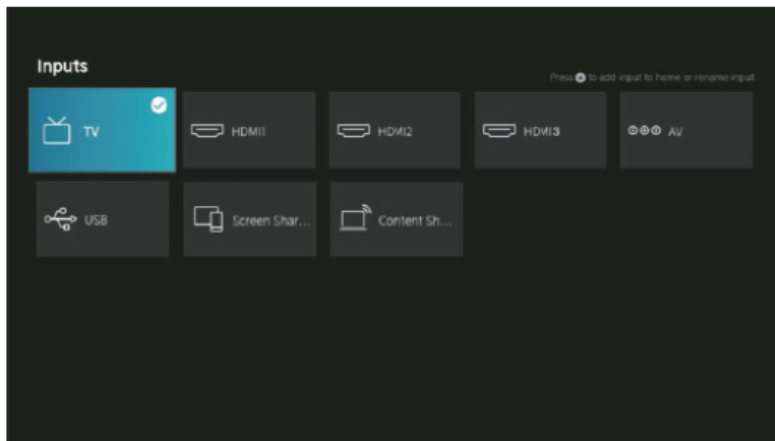 Inputs
Press to add input to home or rename input
TV
HDMI1
HDMI2
HDMI3
AV
USB
Screen Shar...
Content Sh...